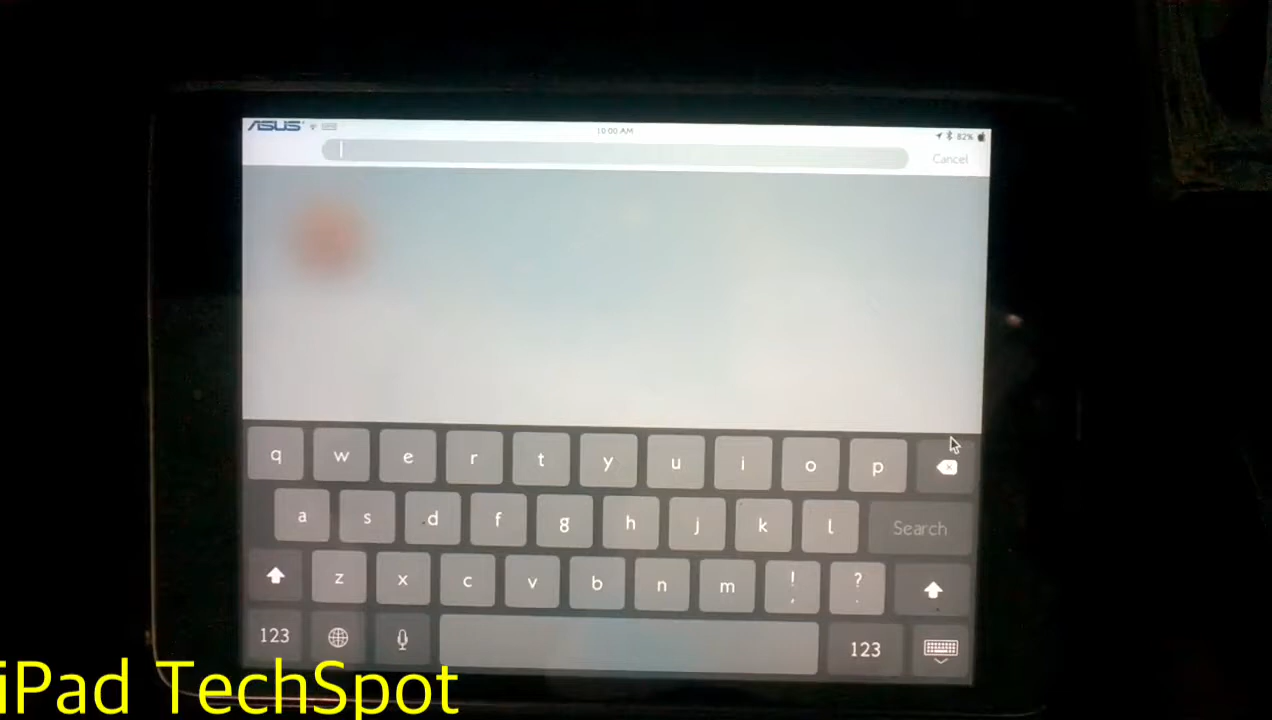 ASUS 10:00 AM 82%
Cancel
q w e r t y u i o p
a s d f g h j k l Search
z x c v b n m ! , ? .
123 123
iPad TechSpot